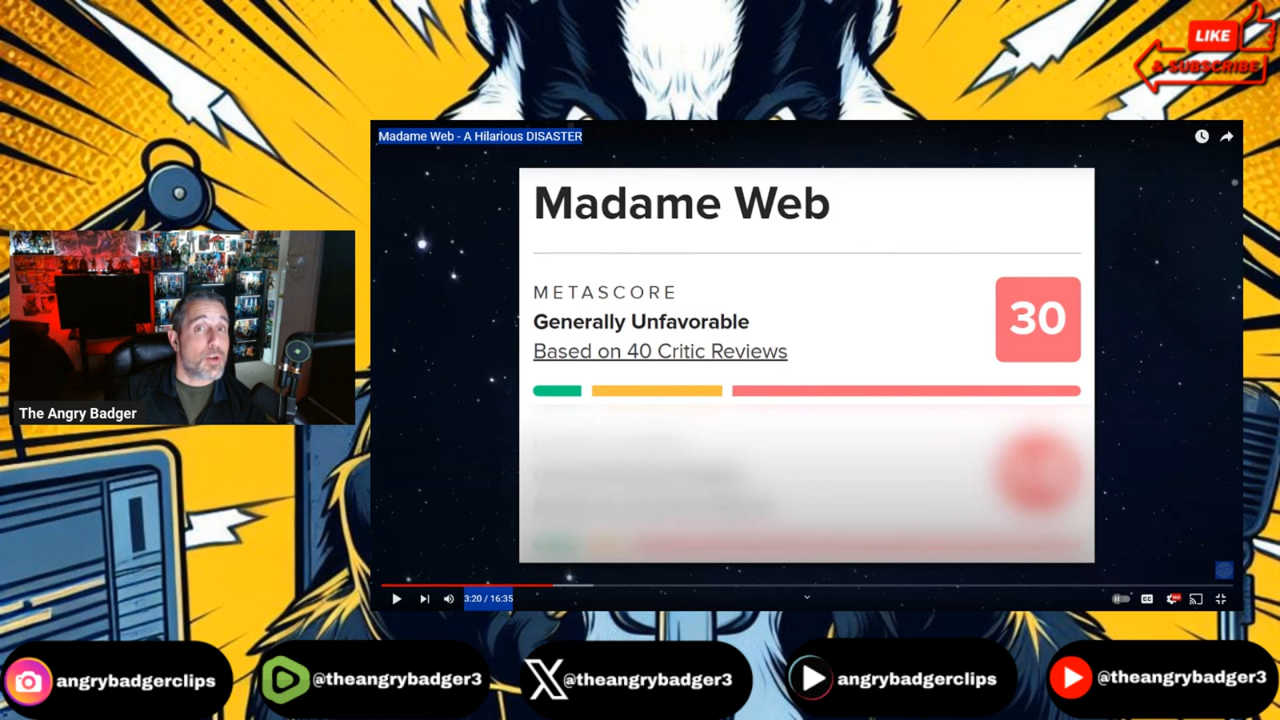 LIKE
& SUBSCRIBE
Madame Web - A Hilarious DISASTER
Madame Web
METASCORE
Generally Unfavorable
Based on 40 Critic Reviews
30
The Angry Badger
3:20 / 16:35
CC
angrybadgerclips
@theangrybadger3
@theangrybadger3
angrybadgerclips
@theangrybadger3